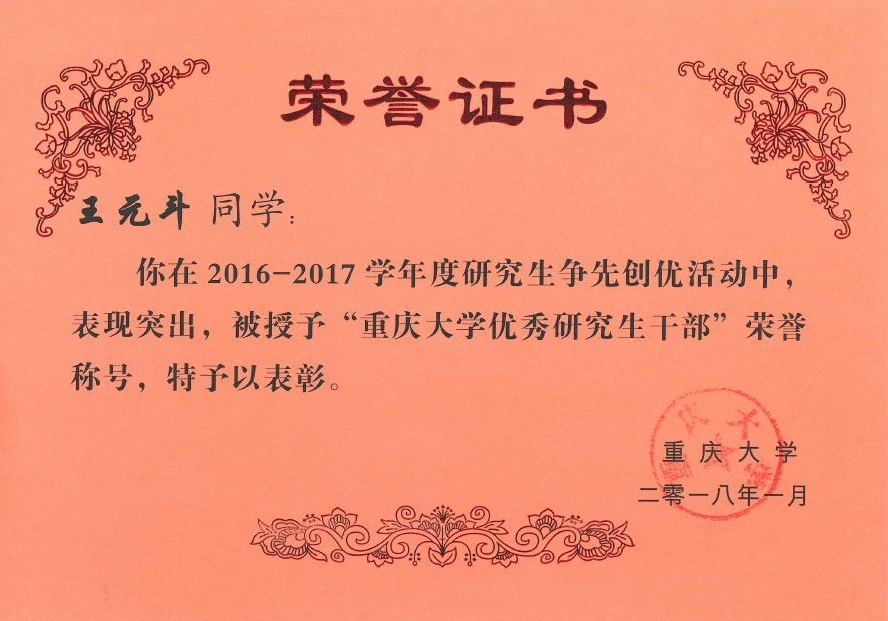 荣誉证书
王元斗 同学：
你在 2016-2017 学年度研究生争先创优活动中，
表现突出，被授予“重庆大学优秀研究生干部”荣誉
称号，特予以表彰。
重庆大学
二零一八年一月
重庆大学